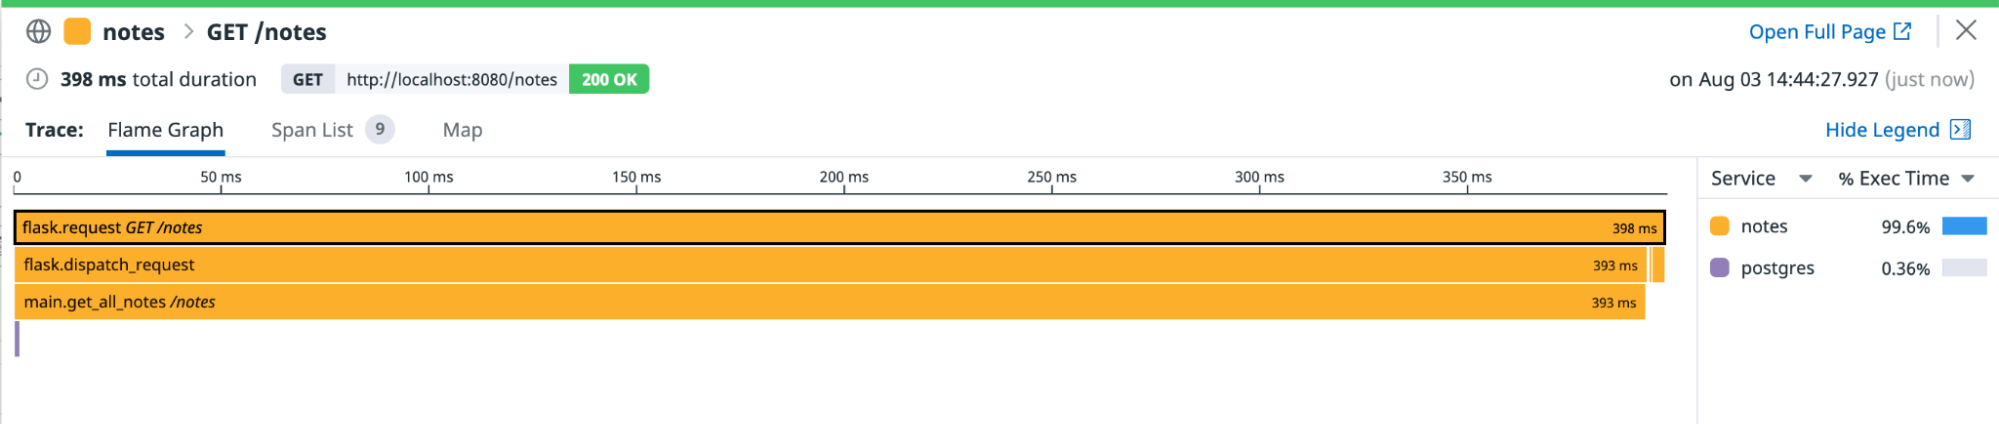 notes > GET /notes
Open Full Page
398 ms total duration GET http://localhost:8080/notes 200 OK
on Aug 03 14:44:27.927 (just now)
Trace: Flame Graph Span List 9 Map
Hide Legend
0 50 ms 100 ms 150 ms 200 ms 250 ms 300 ms 350 ms
Service % Exec Time
flask.request GET /notes 398 ms
flask.dispatch_request 393 ms
main.get_all_notes /notes 393 ms
notes 99.6%
postgres 0.36%